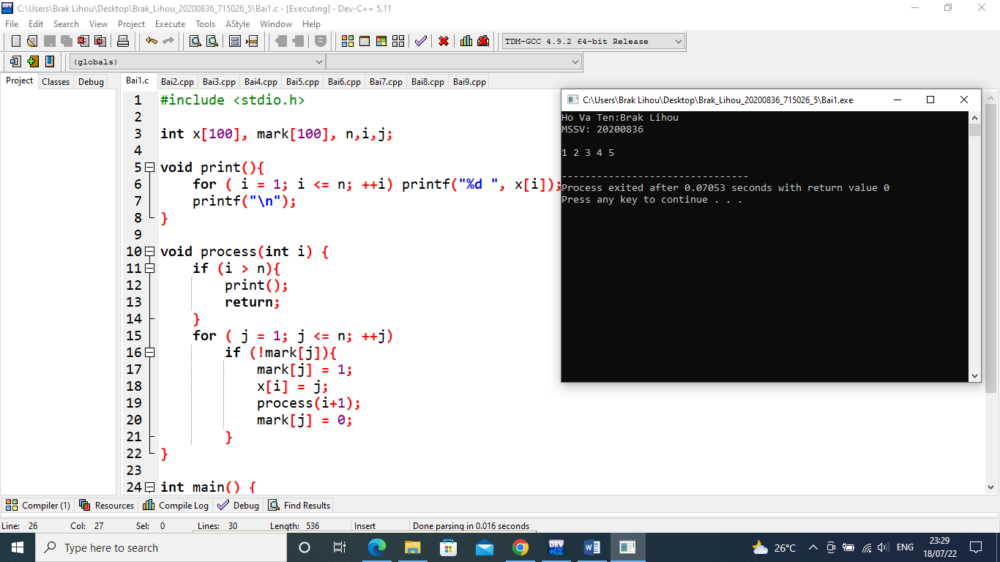 C:\Users\Brak Lihou\Desktop\Brak_Lihou_20200836_715026_5\Bai1.c - [Executing] - Dev-C++ 5.11
File Edit Search View Project Execute Tools AStyle Window Help
TDM-GCC 4.9.2 64-bit Release
(globals)
Project Classes Debug
Bai1.c Bai2.cpp Bai3.cpp Bai4.cpp Bai5.cpp Bai6.cpp Bai7.cpp Bai8.cpp Bai9.cpp
1 #include <stdio.h>
2
3 int x[100], mark[100], n,i,j;
4
5 void print(){
6 for ( i = 1; i <= n; ++i) printf("%d ", x[i]);
7 printf("\n");
8 }
9
10 void process(int i) {
11 if (i > n){
12 print();
13 return;
14 }
15 for ( j = 1; j <= n; ++j)
16 if (!mark[j]){
17 mark[j] = 1;
18 x[i] = j;
19 process(i+1);
20 mark[j] = 0;
21 }
22 }
23
24 int main() {
C:\Users\Brak Lihou\Desktop\Brak_Lihou_20200836_715026_5\Bai1.exe
Ho Va Ten:Brak Lihou
MSSV: 20200836
1 2 3 4 5
--------------------------------
Process exited after 0.07053 seconds with return value 0
Press any key to continue . . .
Compiler (1) Resources Compile Log Debug Find Results
Line: 26 Col: 27 Sel: 0 Lines: 30 Length: 536 Insert Done parsing in 0.016 seconds
DEV
Type here to search
DEV
26°C
ENG
23:29
18/07/22